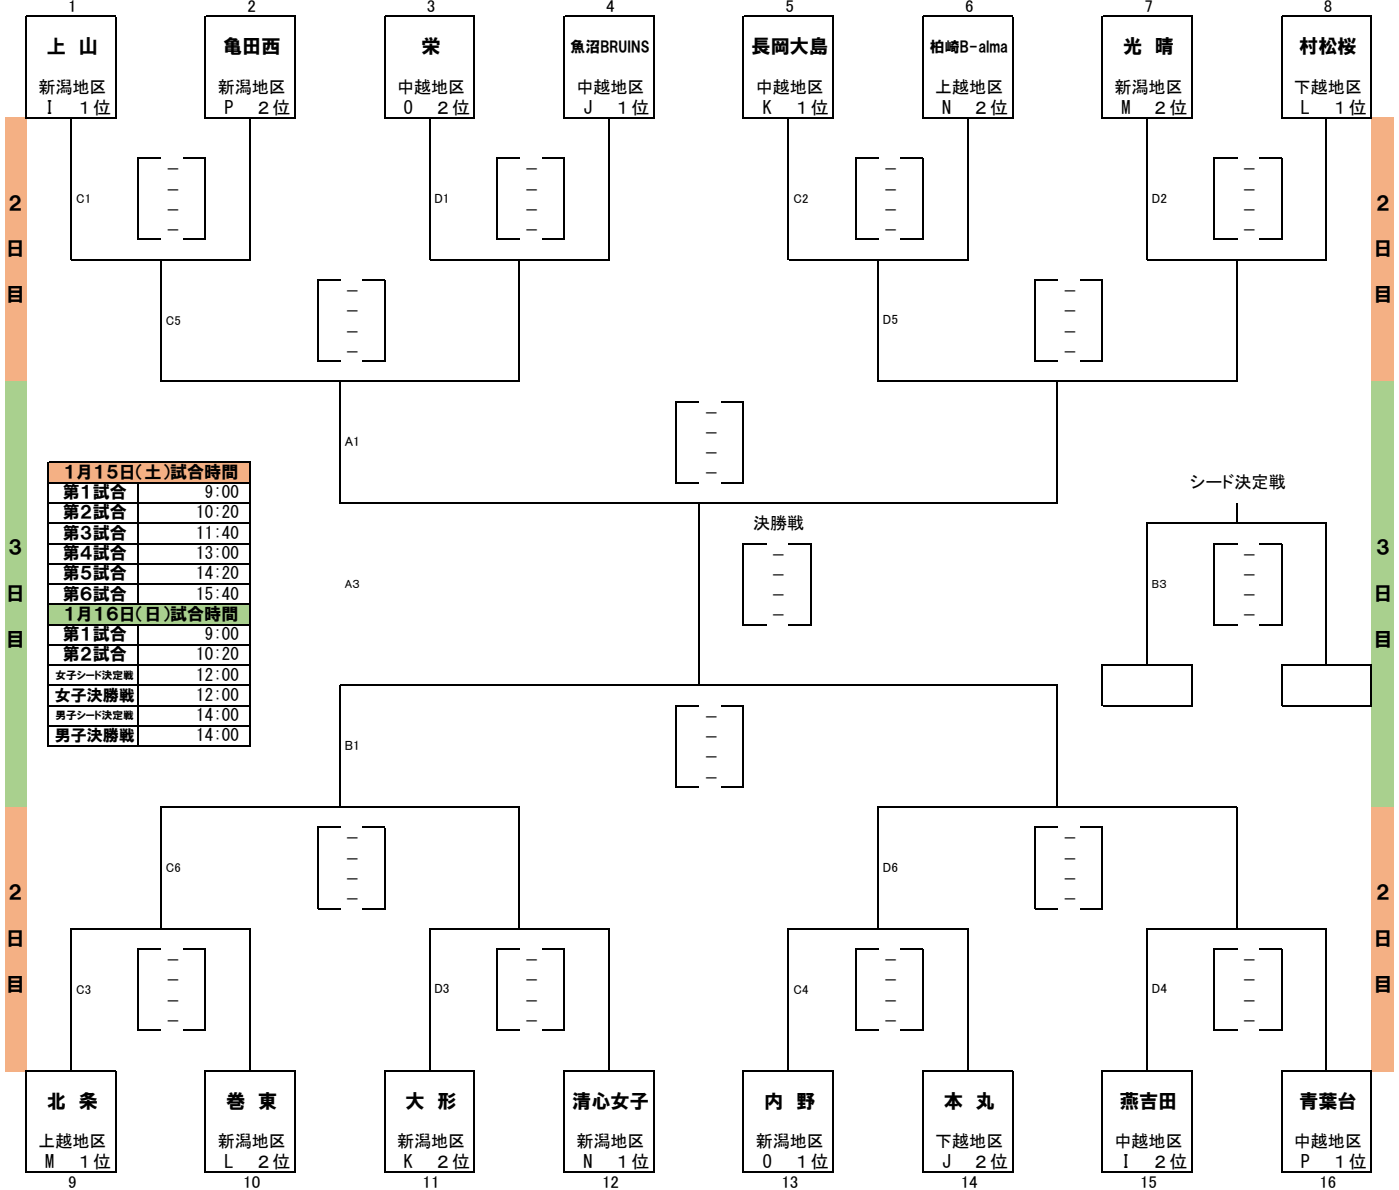 1 2 3 4 5 6 7 8
上 山 亀田西 栄 魚沼BRUINS 長岡大島 柏崎B-alma 光 晴 村松桜
新潟地区 新潟地区 中越地区 中越地区 中越地区 上越地区 新潟地区 下越地区
I 1位 P 2位 O 2位 J 1位 K 1位 N 2位 M 2位 L 1位
2日目 2日目
C1 D1 C2 D2
C5 D5
A1
3日目 3日目
1月15日(土)試合時間
第1試合 9:00
第2試合 10:20
第3試合 11:40
第4試合 13:00
第5試合 14:20
第6試合 15:40
1月16日(日)試合時間
第1試合 9:00
第2試合 10:20
女子シード決定戦 12:00
女子決勝戦 12:00
男子シード決定戦 14:00
男子決勝戦 14:00
シード決定戦
決勝戦
A3 B3
B1
C6 D6
2日目 2日目
C3 D3 C4 D4
北 条 巻 東 大 形 清心女子 内 野 本 丸 燕吉田 青葉台
上越地区 新潟地区 新潟地区 新潟地区 新潟地区 下越地区 中越地区 中越地区
M 1位 L 2位 K 2位 N 1位 O 1位 J 2位 I 2位 P 1位
9 10 11 12 13 14 15 16